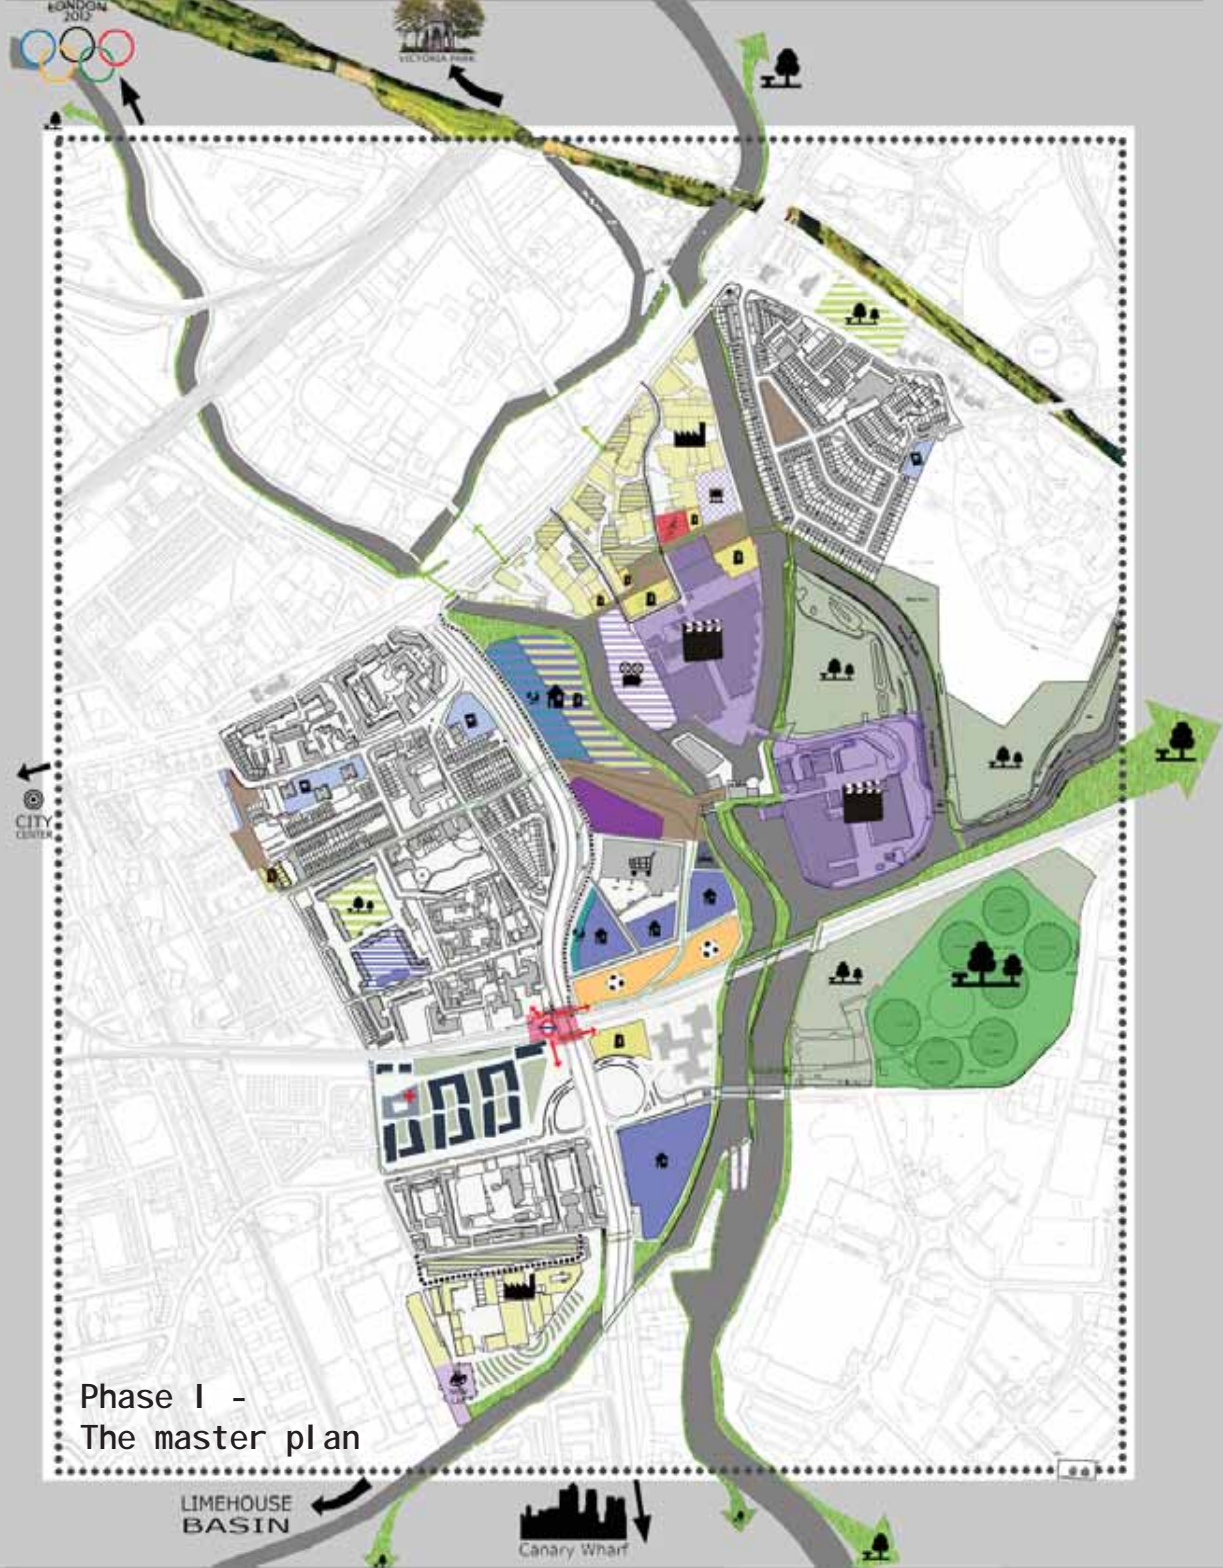 LONDON
2012
VICTORIA PARK
CITY
CENTER
Phase I -
The master plan
LIMEHOUSE
BASIN
Canary Wharf